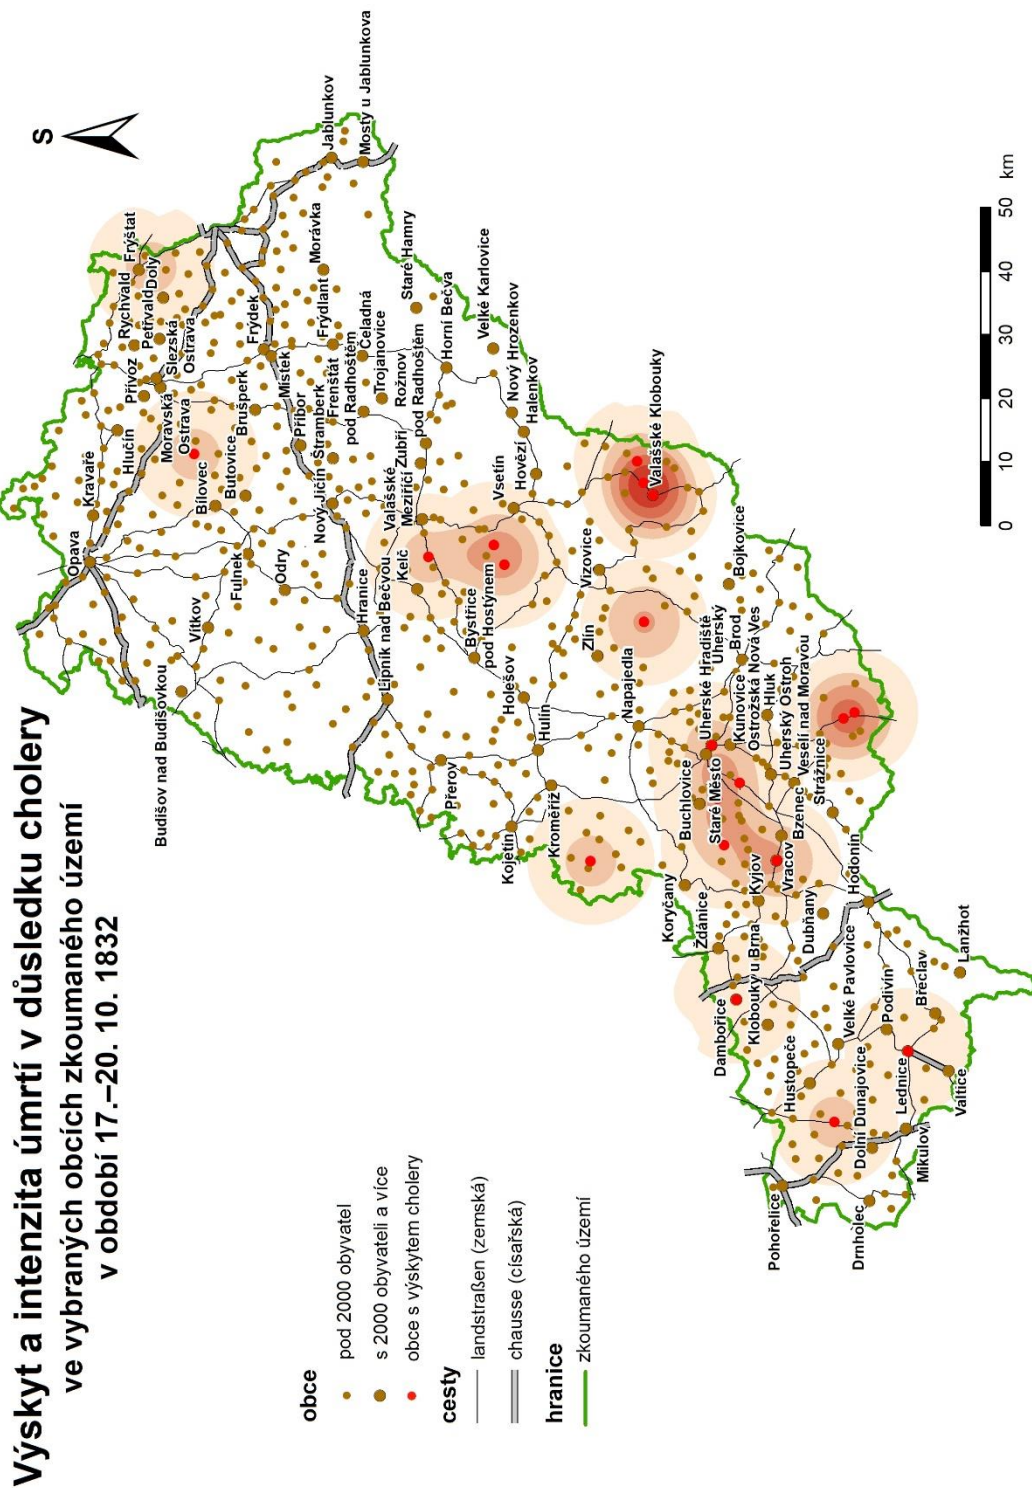 Výskyt a intenzita úmrtí v důsledku cholery
ve vybraných obcích zkoumaného území
v období 17.–20. 10. 1832
S
obce
pod 2000 obyvatel
s 2000 obyvateli a více
obce s výskytem cholery
cesty
landstraßen (zemská)
chausse (císařská)
hranice
zkoumaného území
Opava
Kravaře
Hlučín
Přívoz
Rychvald
Frýštat
Petřvald
Doly
Slezská
Ostrava
Moravská
Ostrava
Vítkov
Bílovec
Butovice
Brušperk
Frýdek
Místek
Budišov nad Budišovkou
Fulnek
Odry
Nový Jičín
Příbor
Štramberk
Frenštát
pod Radhoštěm
Frýdlant
Morávka
Jablunkov
Mosty u Jablunkova
Čeladná
Trojanovice
Staré Hamry
Hranice
Lipník nad Bečvou
Kelč
Valašské
Meziříčí
Zubří
Rožnov
pod Radhoštěm
Horní Bečva
Velké Karlovice
Přerov
Bystřice
pod Hostýnem
Vsetín
Hovězí
Halenkov
Nový Hrozenkov
Kojetín
Kroměříž
Hulín
Holešov
Zlín
Vizovice
Valašské Klobouky
Napajedla
Bojkovice
Koryčany
Buchlovice
Staré Město
Uherské Hradiště
Uherský
Brod
Kunovice
Ostrožská Nová Ves
Hluk
Uherský Ostroh
Veselí nad Moravou
Strážnice
Ždánice
Kyjov
Vracov
Bzenec
Dambořice
Klobouky u Brna
Dubňany
Hodonín
Hustopeče
Velké Pavlovice
Podivín
Břeclav
Lanžhot
Pohořelice
Dolní Dunajovice
Lednice
Valtice
Drnholec
Mikulov
0 10 20 30 40 50 km